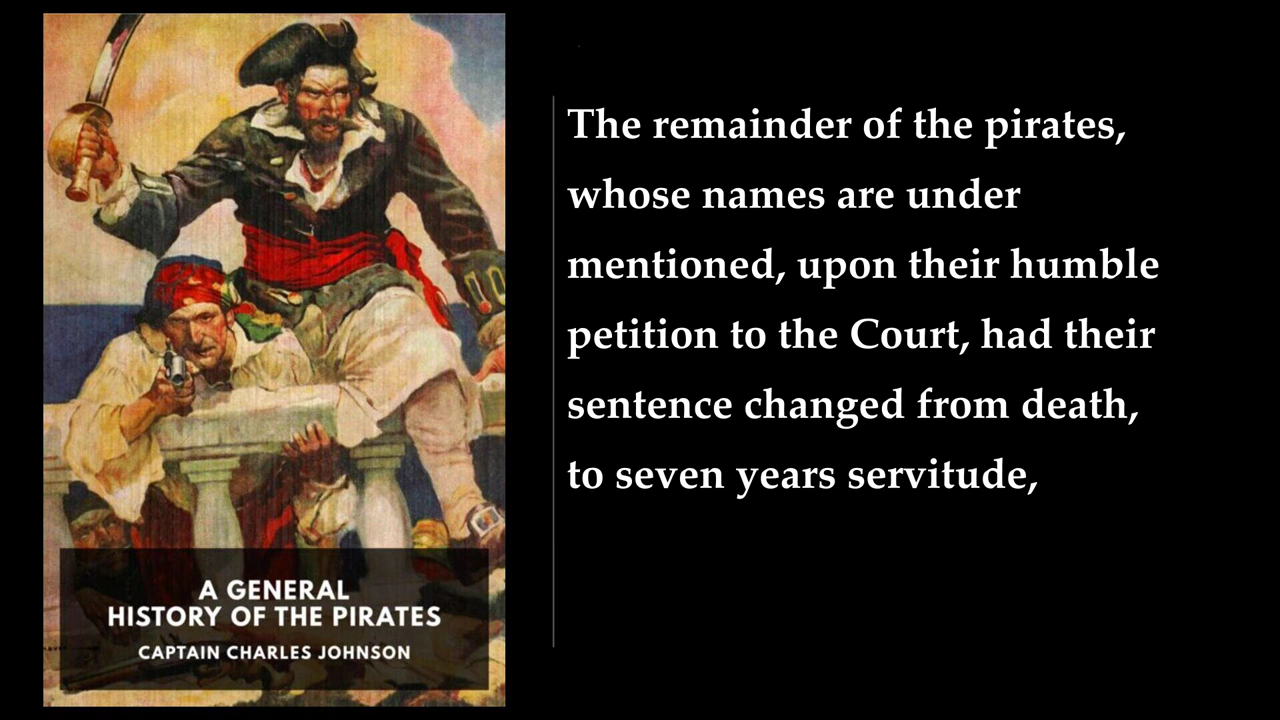 A GENERAL
HISTORY OF THE PIRATES
CAPTAIN CHARLES JOHNSON
The remainder of the pirates,
whose names are under
mentioned, upon their humble
petition to the Court, had their
sentence changed from death,
to seven years servitude,